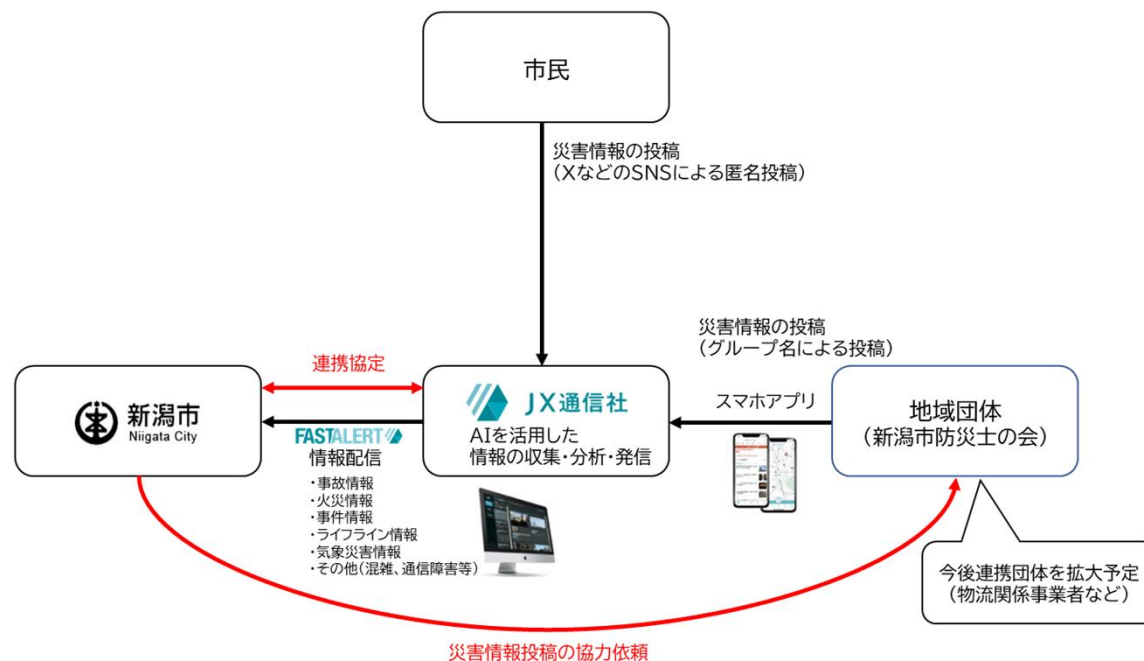 市民
災害情報の投稿
（XなどのSNSによる匿名投稿）
災害情報の投稿
（グループ名による投稿）
連携協定
新潟市
Niigata City
JX通信社
AIを活用した
情報の収集・分析・発信
スマホアプリ
地域団体
（新潟市防災士の会）
FASTALERT
情報配信
・事故情報
・火災情報
・事件情報
・ライフライン情報
・気象災害情報
・その他（混雑、通信障害等）
今後連携団体を拡大予定
（物流関係事業者など）
災害情報投稿の協力依頼